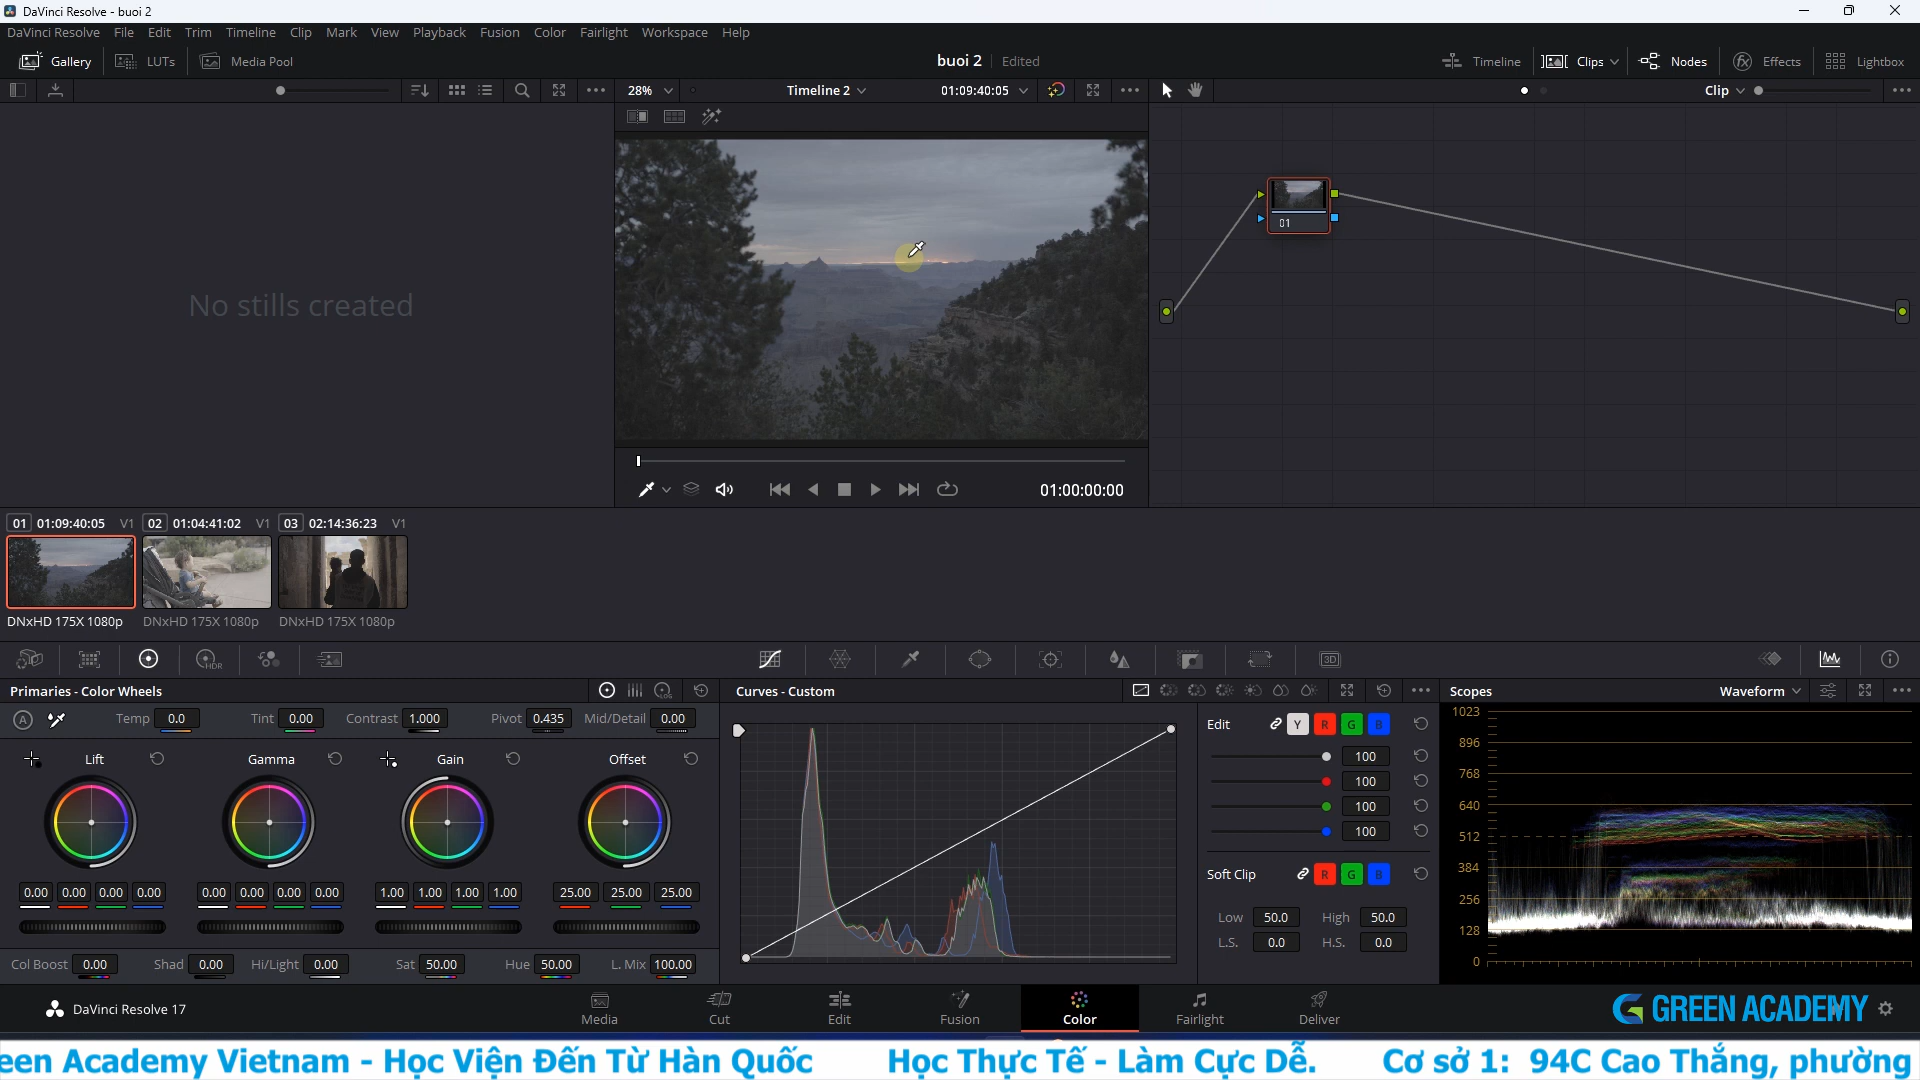 DaVinci Resolve - buoi 2
DaVinci Resolve File Edit Trim Timeline Clip Mark View Playback Fusion Color Fairlight Workspace Help
Gallery LUTs Media Pool buoi 2 Edited Timeline Clips Nodes Effects Lightbox
28% Timeline 2 01:09:40:05 Clip
No stills created
01
01:00:00:00
01 01:09:40:05 V1 02 01:04:41:02 V1 03 02:14:36:23 V1
DNxHD 175X 1080p DNxHD 175X 1080p DNxHD 175X 1080p
HDR 3D
Primaries - Color Wheels LOG Curves - Custom Scopes Waveform
A Temp 0.0 Tint 0.00 Contrast 1.000 Pivot 0.435 Mid/Detail 0.00
Lift Gamma Gain Offset
0.00 0.00 0.00 0.00 0.00 0.00 0.00 0.00 1.00 1.00 1.00 1.00 25.00 25.00 25.00
Col Boost 0.00 Shad 0.00 Hi/Light 0.00 Sat 50.00 Hue 50.00 L. Mix 100.00
Edit Y R G B
100
100
100
100
Soft Clip R G B
Low 50.0 High 50.0
L.S. 0.0 H.S. 0.0
1023
896
768
640
512
384
256
128
0
DaVinci Resolve 17 Media Cut Edit Fusion Color Fairlight Deliver GREEN ACADEMY
een Academy Vietnam - Học Viện Đến Từ Hàn Quốc Học Thực Tế - Làm Cực Dễ. Cơ sở 1: 94C Cao Thắng, phường